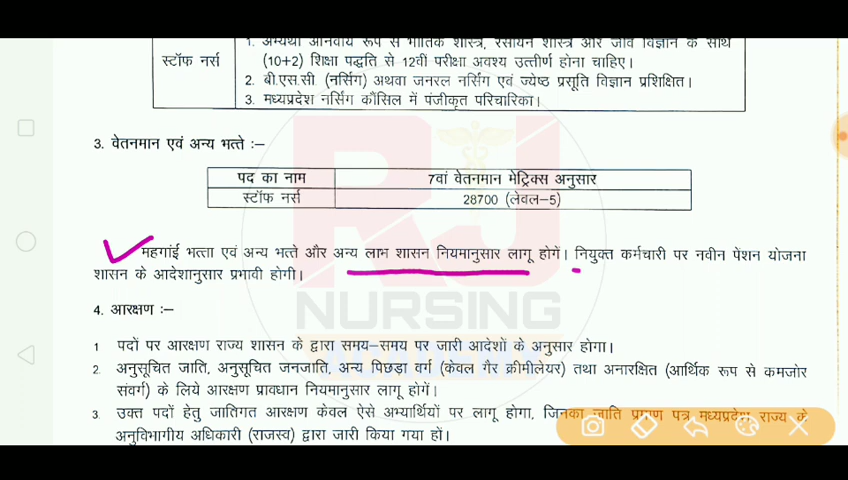 1. अन्यथा अनिवार्य रूप से भौतिक शास्त्र, रसायन शास्त्र और जीव विज्ञान के साथ
(10+2) शिक्षा पद्धति से 12वीं परीक्षा अवश्य उत्तीर्ण होना चाहिए।
स्टॉफ नर्स
2. बी.एस.सी (नर्सिंग) अथवा जनरल नर्सिंग एवं ज्येष्ठ प्रसूति विज्ञान प्रशिक्षित।
3. मध्यप्रदेश नर्सिंग कौंसिल में पंजीकृत परिचारिका।
3. वेतनमान एवं अन्य भत्ते :–
पद का नाम 7वां वेतनमान मेट्रिक्स अनुसार
स्टॉफ नर्स 28700 (लेवल–5)
महगांई भत्ता एवं अन्य भत्ते और अन्य लाभ शासन नियमानुसार लागू होगें। नियुक्त कर्मचारी पर नवीन पेशन योजना
शासन के आदेशानुसार प्रभावी होगी।
4. आरक्षण :–
1 पदों पर आरक्षण राज्य शासन के द्वारा समय–समय पर जारी आदेशों के अनुसार होगा।
2. अनुसूचित जाति, अनुसूचित जनजाति, अन्य पिछड़ा वर्ग (केवल गैर क्रीमीलेयर) तथा अनारक्षित (आर्थिक रूप से कमजोर
संवर्ग) के लिये आरक्षण प्रावधान नियमानुसार लागू होगें।
3. उक्त पदों हेतु जातिगत आरक्षण केवल ऐसे अभ्यार्थियों पर लागू होगा, जिनका जाति प्रमाण पत्र मध्यप्रदेश राज्य के
अनुविभागीय अधिकारी (राजस्व) द्वारा जारी किया गया हों।
RJ
NURSING
ACADEMY